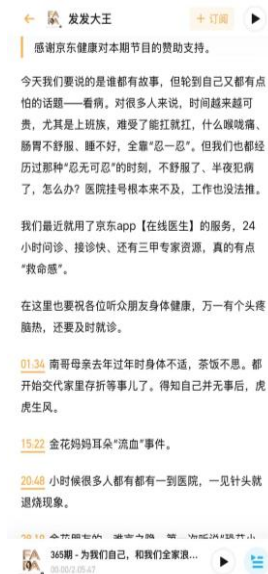 发发大王
+ 订阅
感谢京东健康对本期节目的赞助支持。
今天我们要说的是谁都有故事，但轮到自己又都有点
怕的话题——看病。对很多人来说，时间越来越可
贵，尤其是上班族，难受了能扛就扛，什么喉咙痛、
肠胃不舒服、睡不好，全靠“忍一忍”。但我们也都经
历过那种“忍无可忍”的时刻，不舒服了、半夜犯病
了，怎么办？医院挂号根本来不及，工作也没法推。
我们最近就用了京东app【在线医生】的服务，24
小时问诊、接诊快、还有三甲专家资源，真的有点
“救命感”。
在这里也要祝各位听众朋友身体健康，万一有个头疼
脑热，还要及时就诊。
01:34 南哥母亲去年过年时身体不适，茶饭不思。都
开始交代家里存折等事儿了。得知自己并无事后，虎
虎生风。
15:22 金花妈妈耳朵“流血”事件。
20:48 小时候很多人都有都有一到医院，一见针头就
退烧现象。
365期 - 为我们自己，和我们全家浪...
00:00/2:05:47